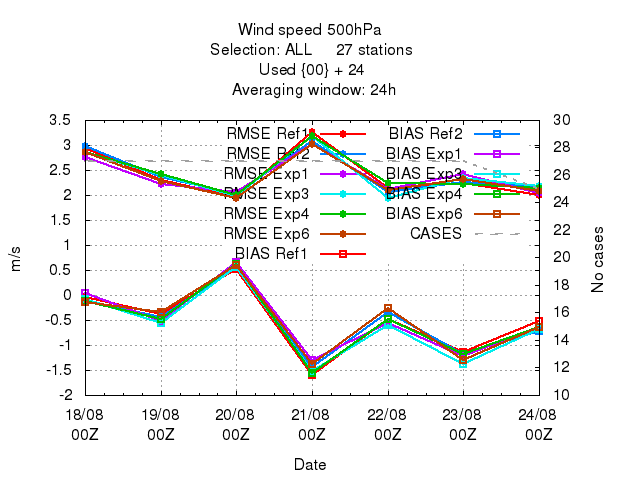 Wind speed 500hPa
Selection: ALL     27 stations
Used {00} + 24
Averaging window: 24h
3.5
3
2.5
2
1.5
1
0.5
0
-0.5
-1
-1.5
-2
m/s
RMSE Ref1
RMSE Ref2
RMSE Exp1
RMSE Exp3
RMSE Exp4
RMSE Exp6
BIAS Ref1
BIAS Ref2
BIAS Exp1
BIAS Exp3
BIAS Exp4
BIAS Exp6
CASES
30
28
26
24
22
20
18
16
14
12
10
No cases
18/08 19/08 20/08 21/08 22/08 23/08 24/08
00Z 00Z 00Z 00Z 00Z 00Z 00Z
Date